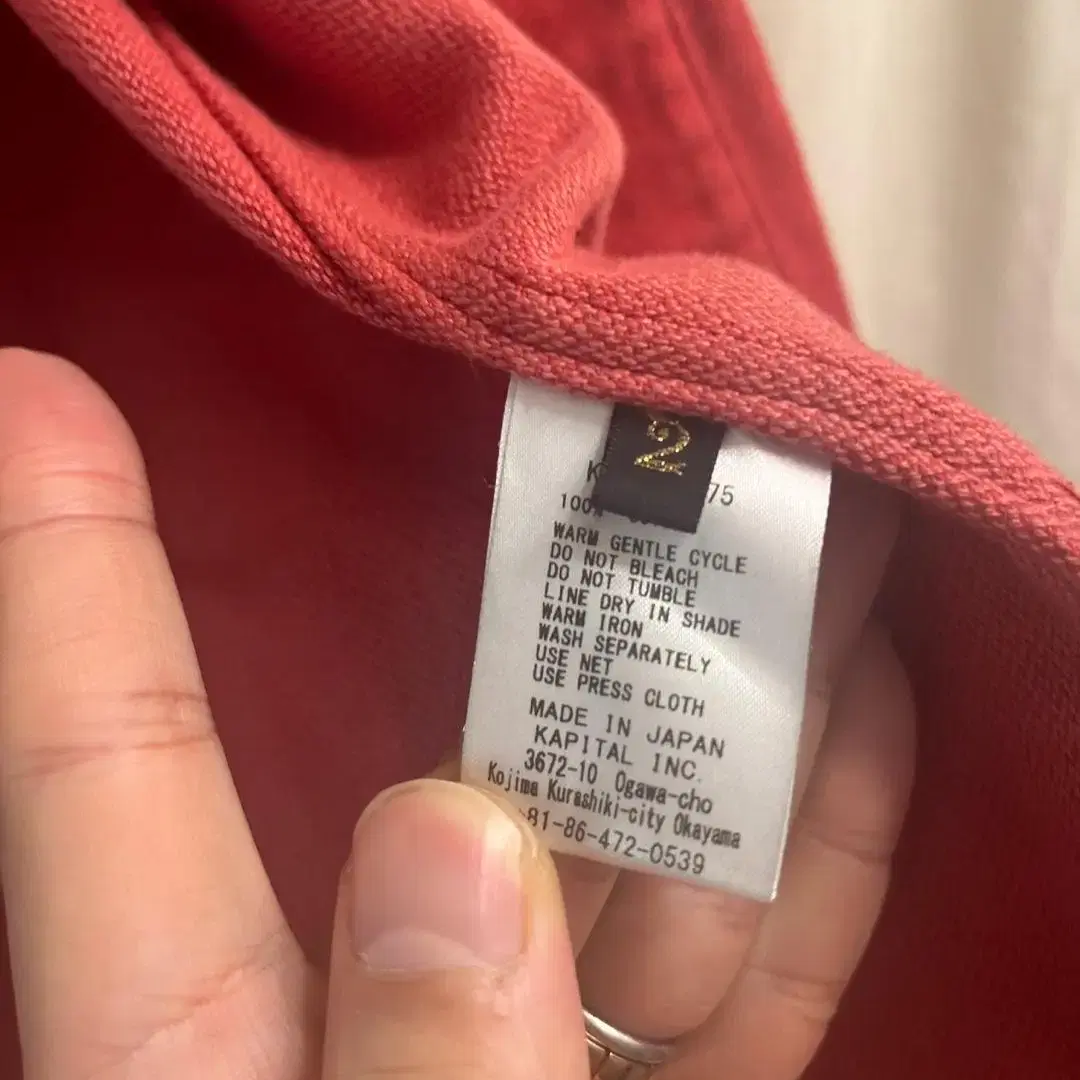 2
K 75
100%
WARM GENTLE CYCLE
DO NOT BLEACH
DO NOT TUMBLE
LINE DRY IN SHADE
WARM IRON
WASH SEPARATELY
USE NET
USE PRESS CLOTH
MADE IN JAPAN
KAPITAL INC.
3672-10 Ogawa-cho
Kojima Kurashiki-city Okayama
81-86-472-0539